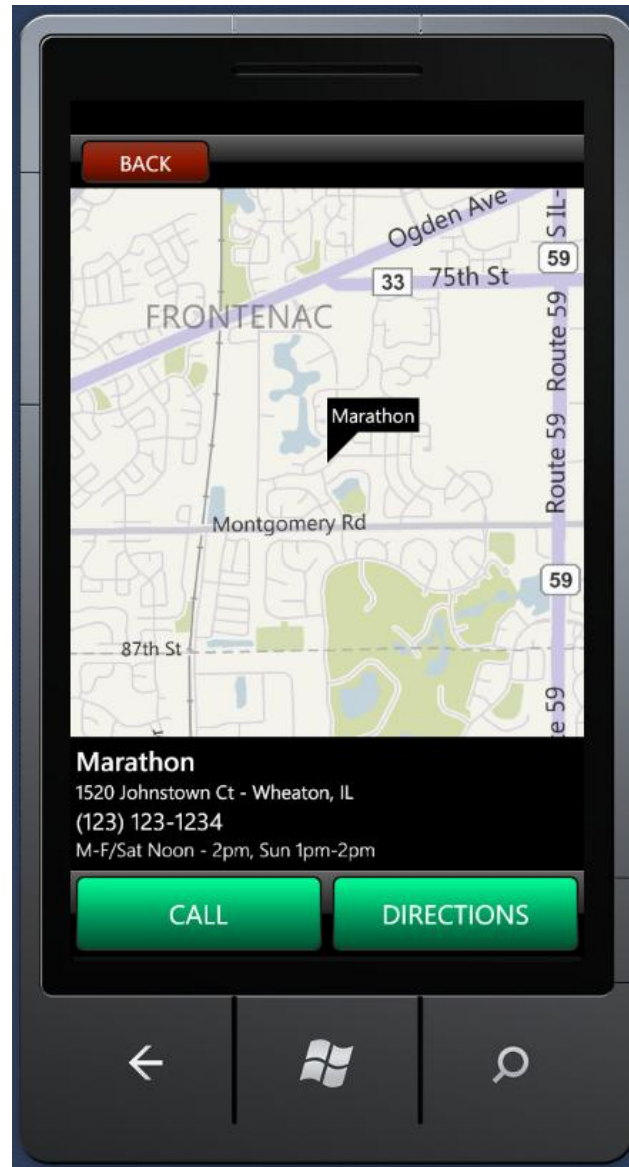 BACK
Ogden Ave
S IL-
59
33
75th St
FRONTENAC
Route 59
Marathon
Route 59
Montgomery Rd
59
87th St
e 59
Marathon
1520 Johnstown Ct - Wheaton, IL
(123) 123-1234
M-F/Sat Noon - 2pm, Sun 1pm-2pm
CALL
DIRECTIONS